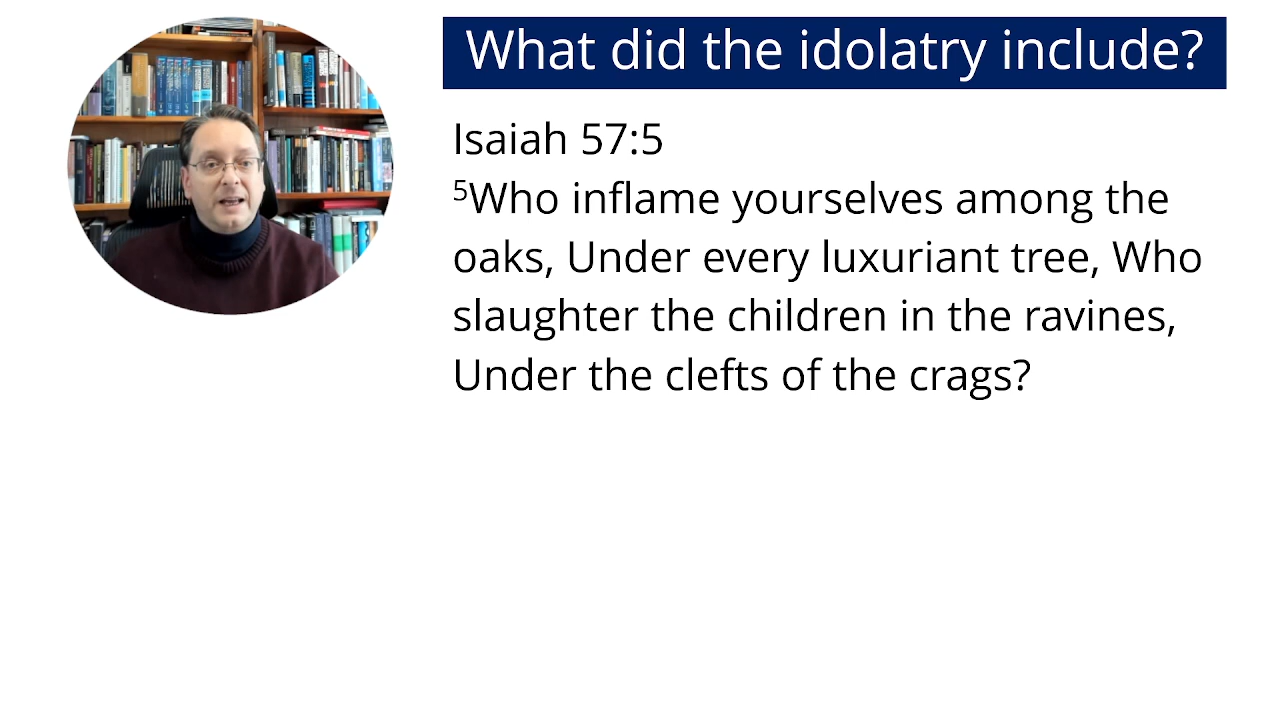 What did the idolatry include?
Isaiah 57:5
⁵Who inflame yourselves among the
oaks, Under every luxuriant tree, Who
slaughter the children in the ravines,
Under the clefts of the crags?